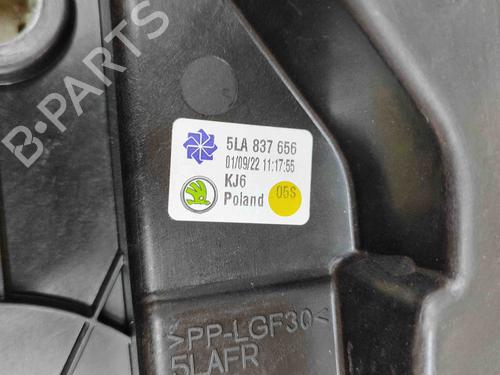 B-PARTS
5LA 837 656
01/09/22 11:17:55
KJ6
Poland
05S
>PP-LGF30<
5LAFR